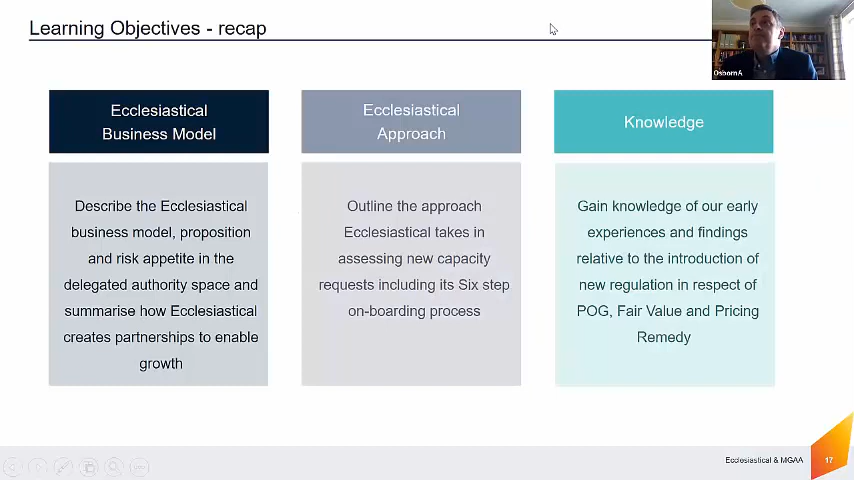 Learning Objectives - recap
OsbornA
Ecclesiastical
Business Model
Describe the Ecclesiastical
business model, proposition
and risk appetite in the
delegated authority space and
summarise how Ecclesiastical
creates partnerships to enable
growth
Ecclesiastical
Approach
Outline the approach
Ecclesiastical takes in
assessing new capacity
requests including its Six step
on-boarding process
Knowledge
Gain knowledge of our early
experiences and findings
relative to the introduction of
new regulation in respect of
POG, Fair Value and Pricing
Remedy
Ecclesiastical & MGAA
17